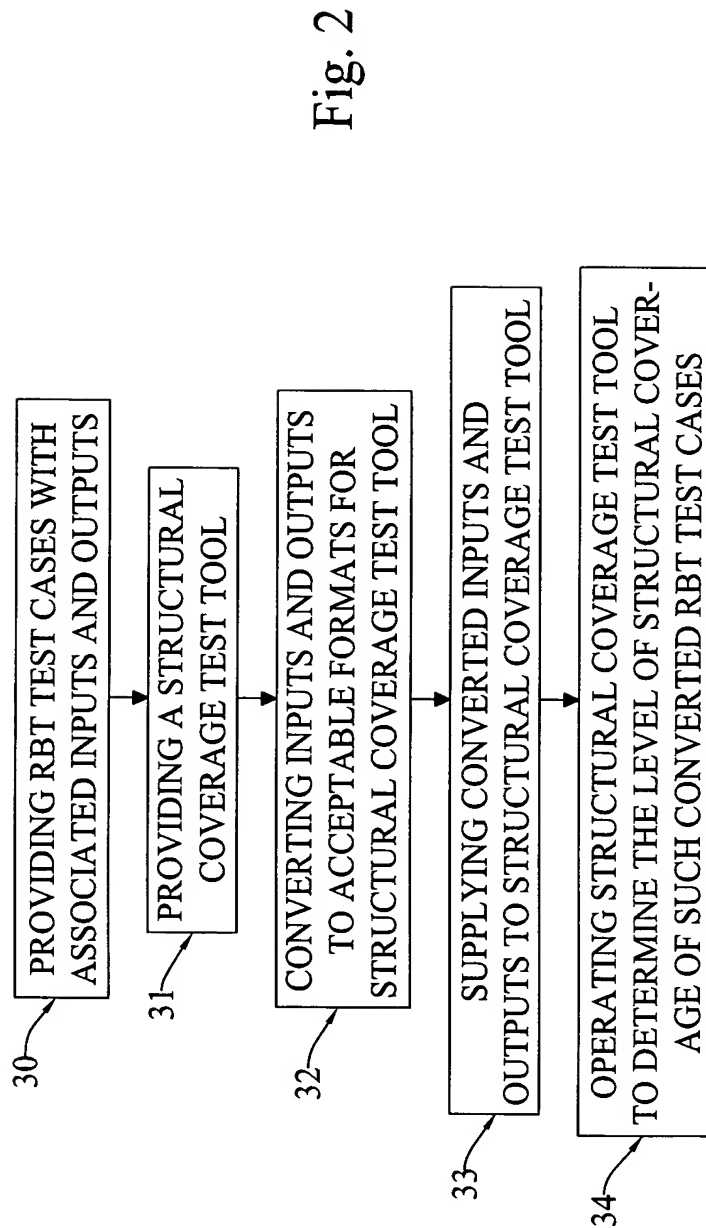 30
PROVIDING RBT TEST CASES WITH
ASSOCIATED INPUTS AND OUTPUTS
31
PROVIDING A STRUCTURAL
COVERAGE TEST TOOL
32
CONVERTING INPUTS AND OUTPUTS
TO ACCEPTABLE FORMATS FOR
STRUCTURAL COVERAGE TEST TOOL
33
SUPPLYING CONVERTED INPUTS AND
OUTPUTS TO STRUCTURAL COVERAGE TEST TOOL
34
OPERATING STRUCTURAL COVERAGE TEST TOOL
TO DETERMINE THE LEVEL OF STRUCTURAL COVER-
AGE OF SUCH CONVERTED RBT TEST CASES
Fig. 2